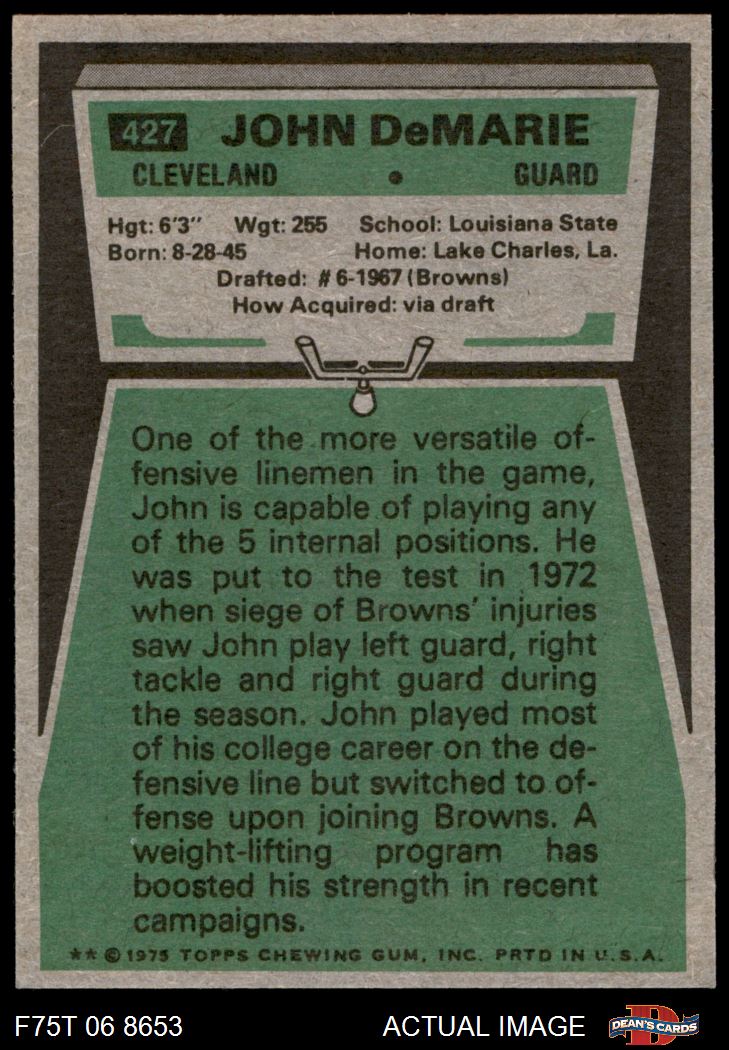 427 JOHN DeMARIE
CLEVELAND • GUARD
Hgt: 6'3" Wgt: 255 School: Louisiana State
Born: 8-28-45 Home: Lake Charles, La.
Drafted: #6-1967 (Browns)
How Acquired: via draft
One of the more versatile of-
fensive linemen in the game,
John is capable of playing any
of the 5 internal positions. He
was put to the test in 1972
when siege of Browns' injuries
saw John play left guard, right
tackle and right guard during
the season. John played most
of his college career on the de-
fensive line but switched to of-
fense upon joining Browns. A
weight-lifting program has
boosted his strength in recent
campaigns.
** © 1975 TOPPS CHEWING GUM, INC. PRTD IN U.S.A.
F75T 06 8653 ACTUAL IMAGE D DEAN'S CARDS